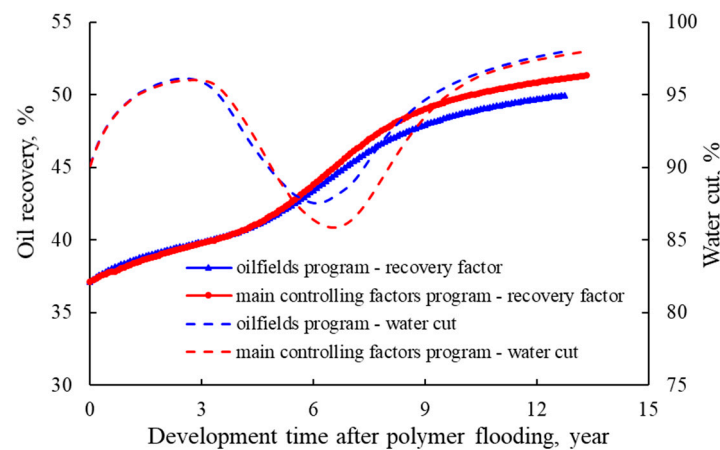 55
50
45
40
35
30
Oil recovery, %
100
95
90
85
80
75
Water cut, %
oilfields program - recovery factor
main controlling factors program - recovery factor
oilfields program - water cut
main controlling factors program - water cut
0 3 6 9 12 15
Development time after polymer flooding, year